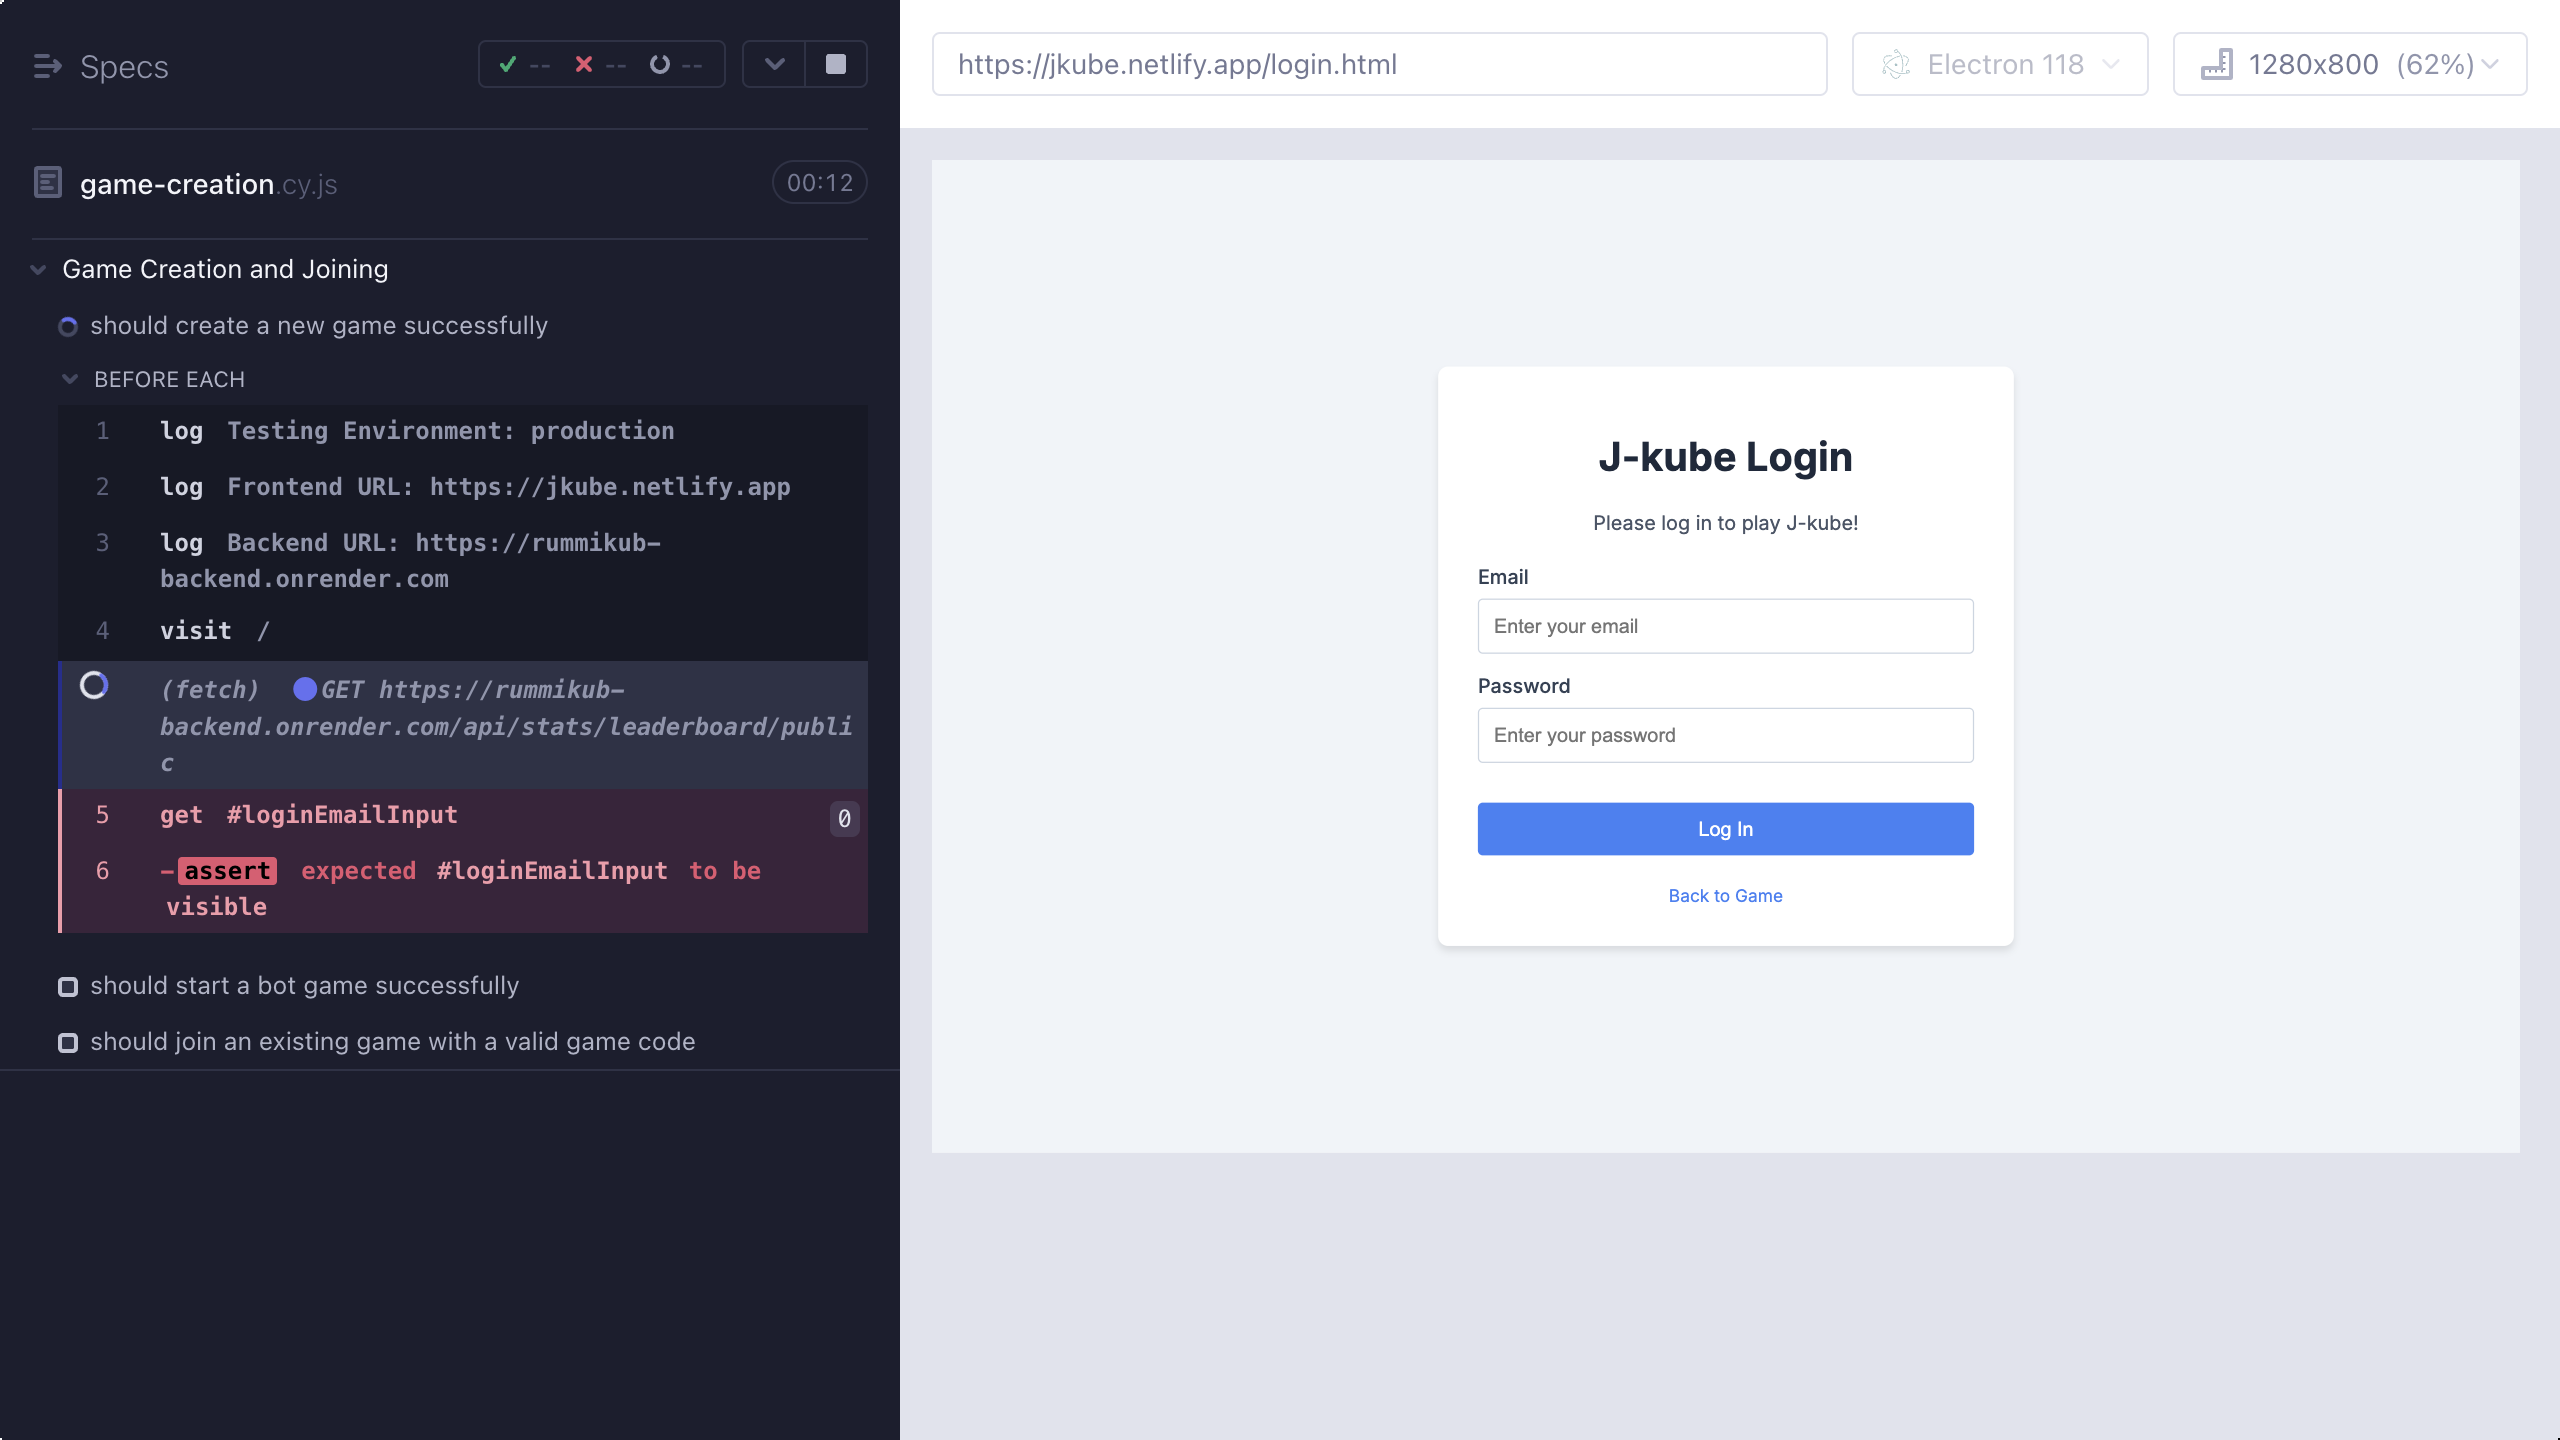 Specs
-- -- --
https://jkube.netlify.app/login.html
Electron 118
1280x800 (62%)
game-creation.cy.js
00:12
Game Creation and Joining
should create a new game successfully
BEFORE EACH
1 log Testing Environment: production
2 log Frontend URL: https://jkube.netlify.app
3 log Backend URL: https://rummikub-
backend.onrender.com
4 visit /
(fetch) GET https://rummikub-
backend.onrender.com/api/stats/leaderboard/publi
c
5 get #loginEmailInput 0
6 -assert expected #loginEmailInput to be
visible
should start a bot game successfully
should join an existing game with a valid game code
J-kube Login
Please log in to play J-kube!
Email
Enter your email
Password
Enter your password
Log In
Back to Game